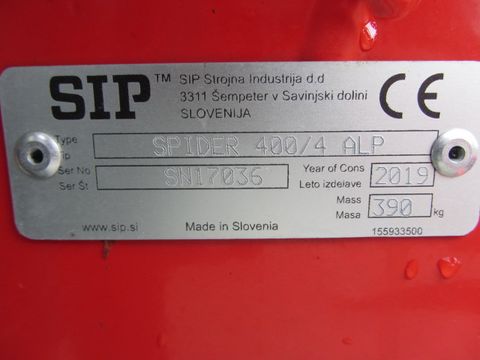 SIP™ SIP Strojna Industrija d.d
3311 Šempeter v Savinjski dolini
SLOVENIJA
CE
Type SPIDER 400/4 ALP
Tip
Ser No SN17036
Ser Št
Year of Cons 2019
Leto izdelave
Mass 390 kg
Masa
www.sip.si Made in Slovenia 155933500